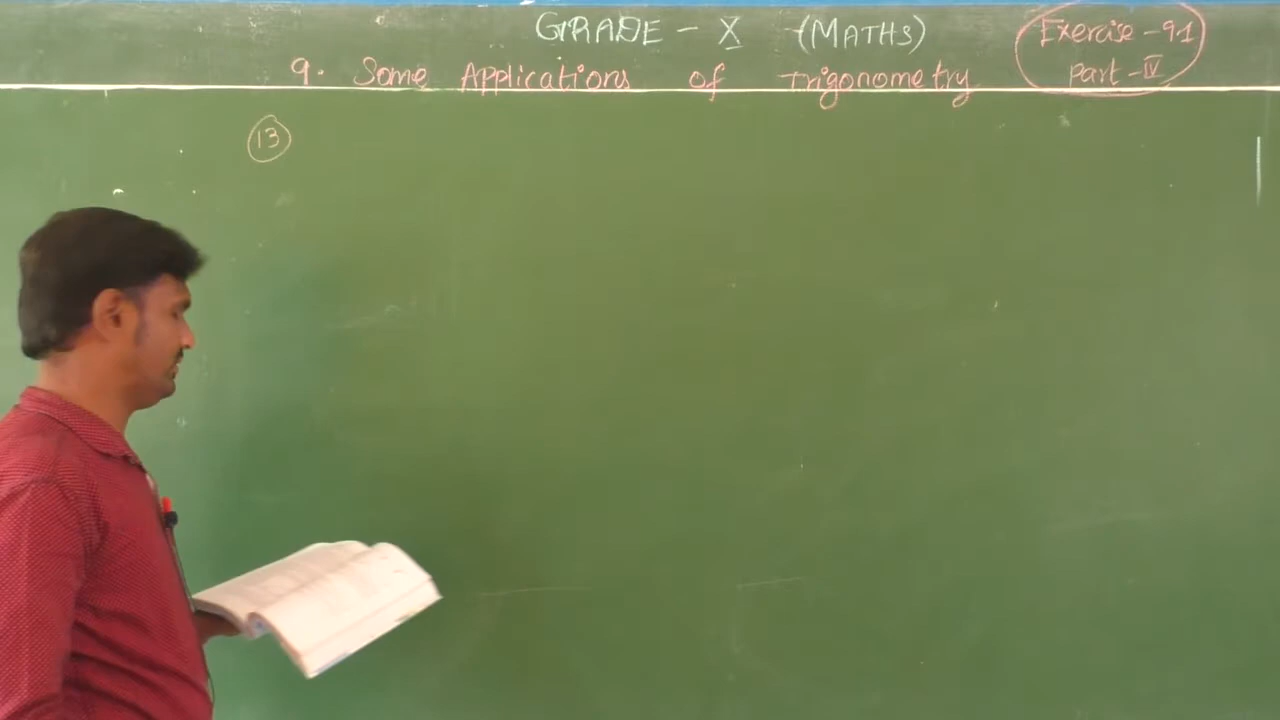 GRADE - X (MATHS)
Exercise - 9.1
9. Some Applications of Trigonometry
Part - IV
13